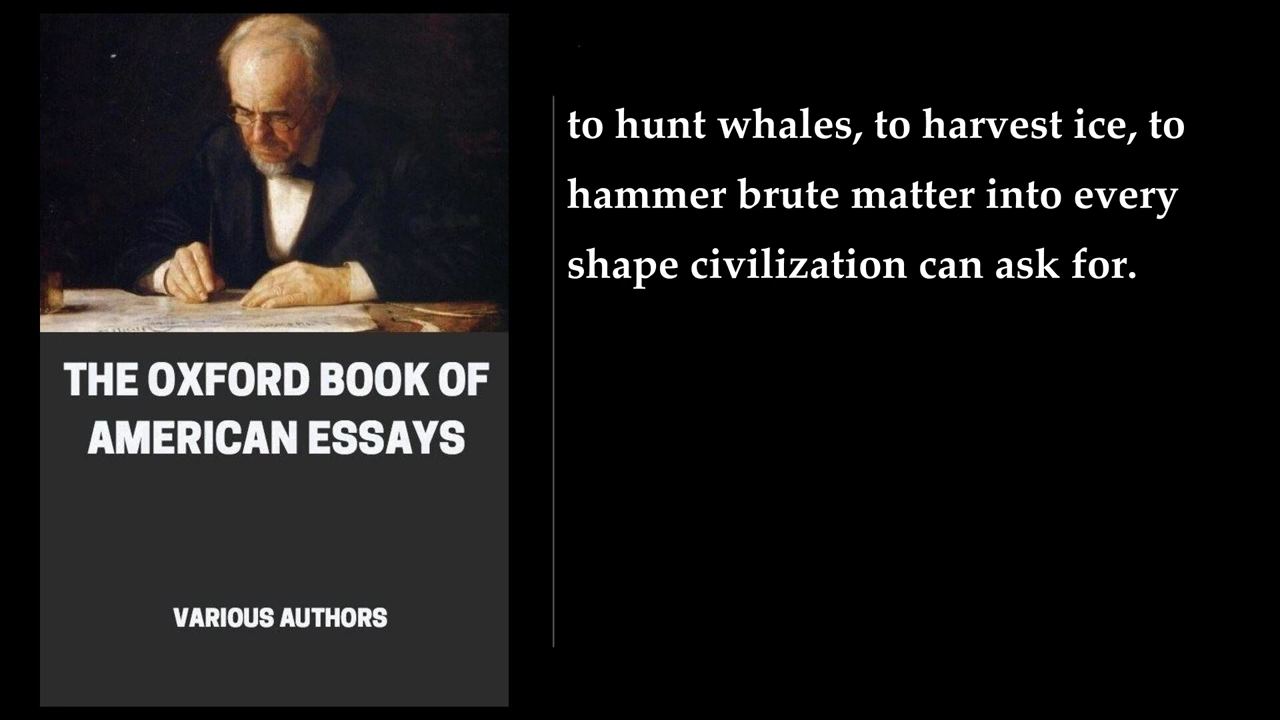 THE OXFORD BOOK OF
AMERICAN ESSAYS
VARIOUS AUTHORS
to hunt whales, to harvest ice, to
hammer brute matter into every
shape civilization can ask for.